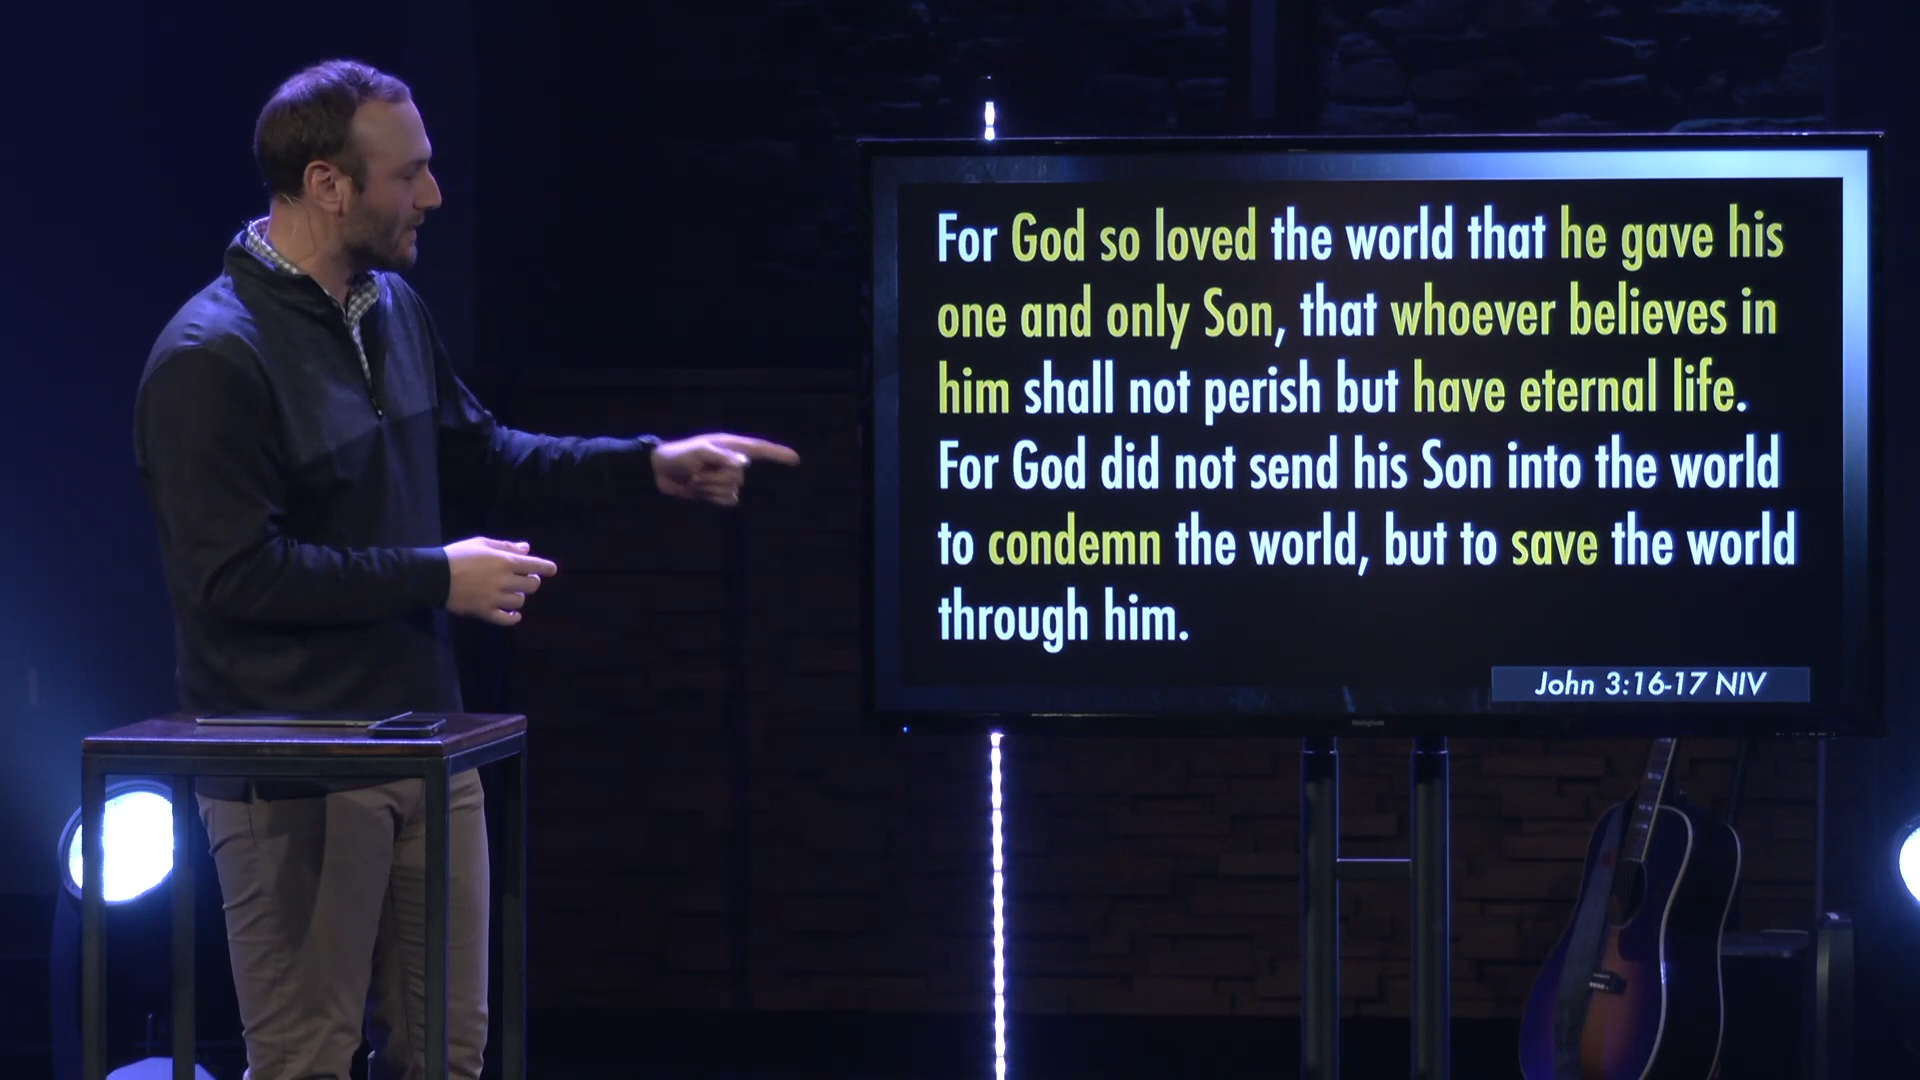 For God so loved the world that he gave his
one and only Son, that whoever believes in
him shall not perish but have eternal life.
For God did not send his Son into the world
to condemn the world, but to save the world
through him.
John 3:16-17 NIV